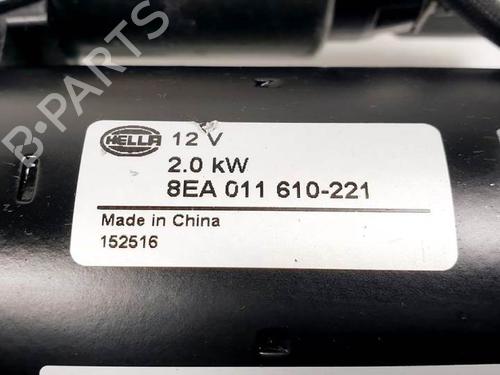 B-PARTS
HELLA 12 V
2.0 kW
8EA 011 610-221
Made in China
152516